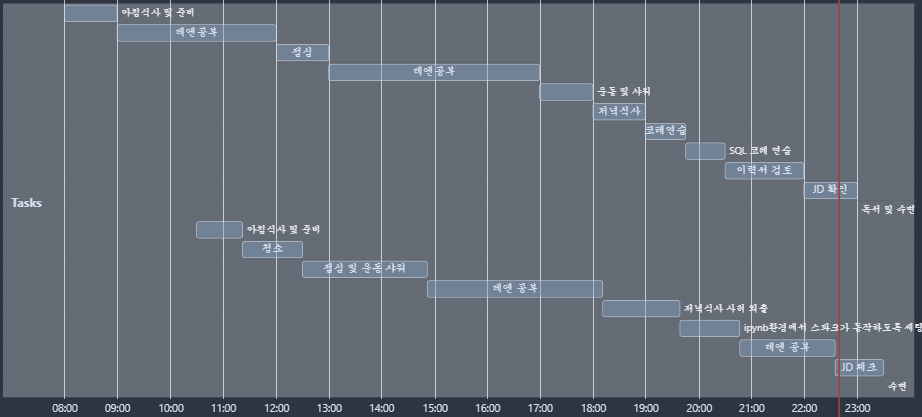 아침식사 및 준비
데엔공부
점심
데엔공부
운동 및 샤워
저녁식사
코테연습
SQL 코테 연습
이력서 검토
JD 확인
독서 및 수면
Tasks
아침식사 및 준비
청소
점심 및 운동 샤워
데엔 공부
저녁식사 사러 외출
ipynb환경에서 스파크가 동작하도록 세팅
데엔 공부
JD 체크
수면
08:00 09:00 10:00 11:00 12:00 13:00 14:00 15:00 16:00 17:00 18:00 19:00 20:00 21:00 22:00 23:00